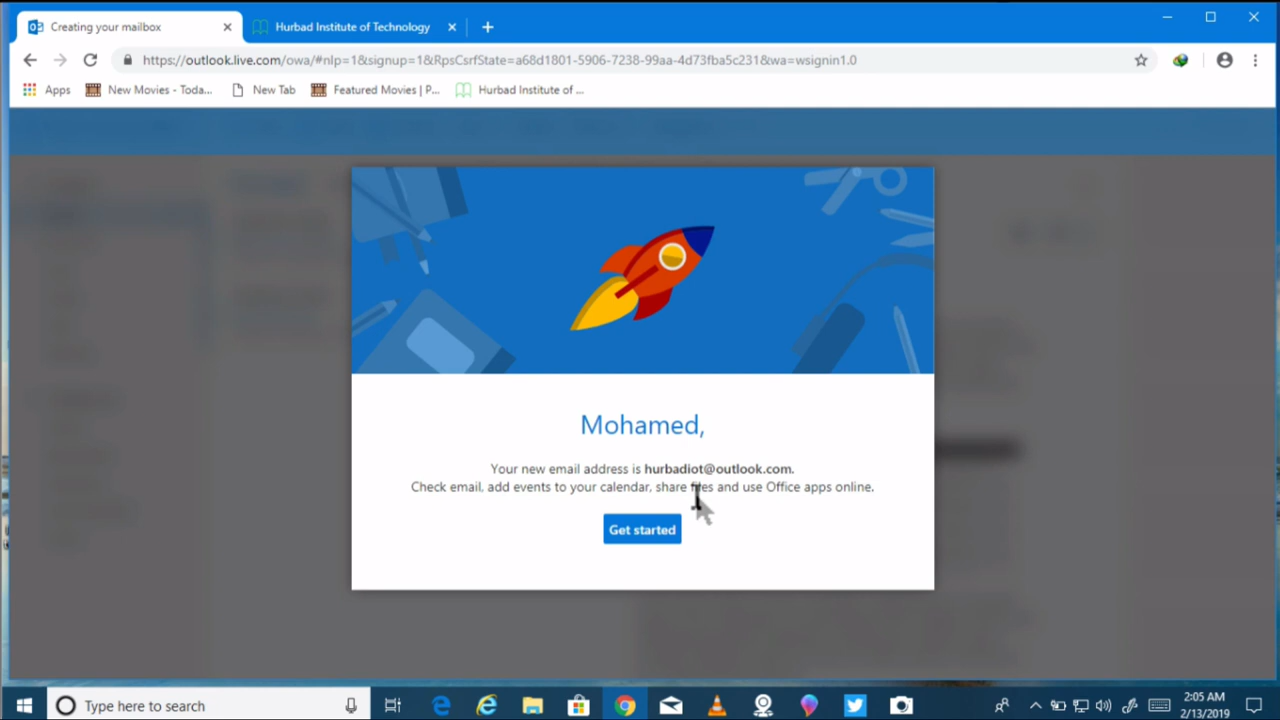 Creating your mailbox
Hurbad Institute of Technology
https://outlook.live.com/owa/#nlp=1&signup=1&RpsCsrfState=a68d1801-5906-7238-99aa-4d73fba5c231&wa=wsignin1.0
Apps New Movies - Toda... New Tab Featured Movies | P... Hurbad Institute of ...
Mohamed,
Your new email address is hurbadiot@outlook.com.
Check email, add events to your calendar, share files and use Office apps online.
Get started
Type here to search
2:05 AM
2/13/2019